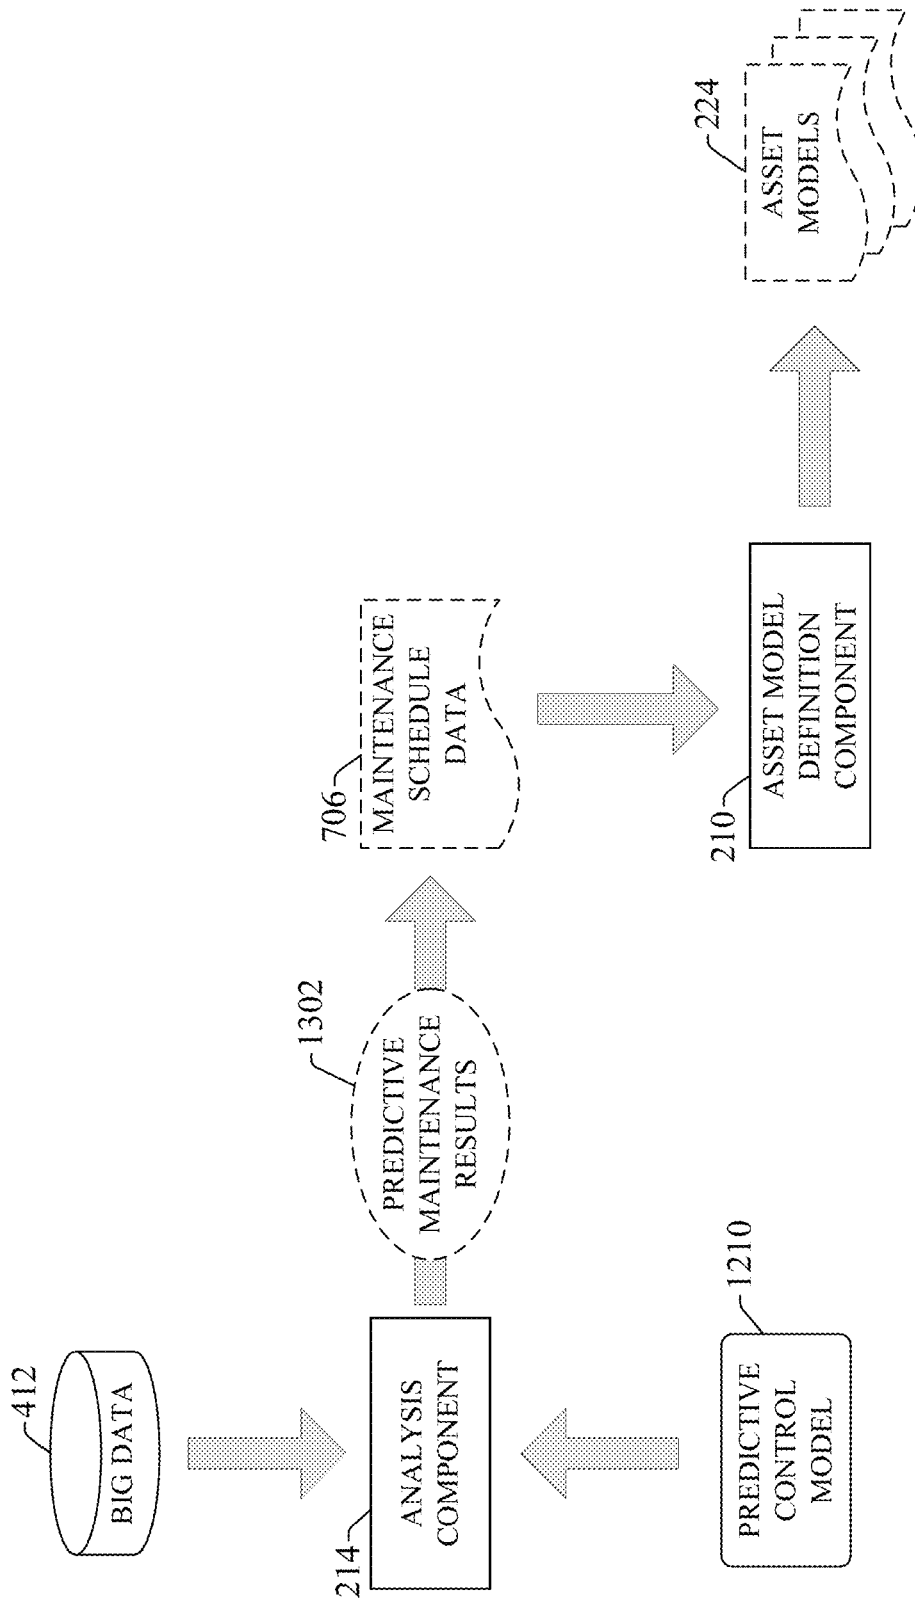 412
BIG DATA
214
ANALYSIS
COMPONENT
PREDICTIVE
CONTROL
MODEL
1210
1302
PREDICTIVE
MAINTENANCE
RESULTS
706
MAINTENANCE
SCHEDULE
DATA
210
ASSET MODEL
DEFINITION
COMPONENT
224
ASSET
MODELS